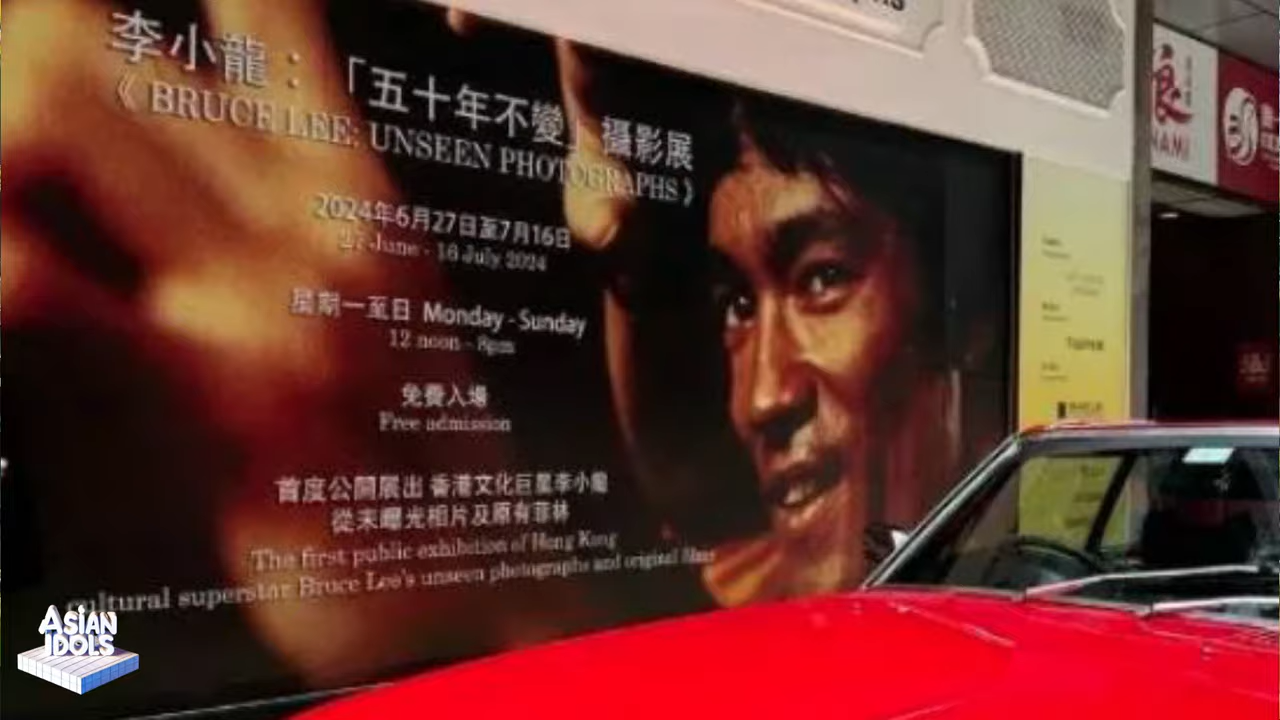 李小龍：「五十年不變」攝影展
《 BRUCE LEE: UNSEEN PHOTOGRAPHS 》
2024年6月27日至7月16日
27 June - 16 July 2024
星期一至日 Monday - Sunday
12 noon - 8pm
免費入場
Free admission
首度公開展出 香港文化巨星李小龍
從未曝光相片及原有菲林
The first public exhibition of Hong Kong
cultural superstar Bruce Lee's unseen photographs and original films
浪
NAMI
ASIAN
IDOLS